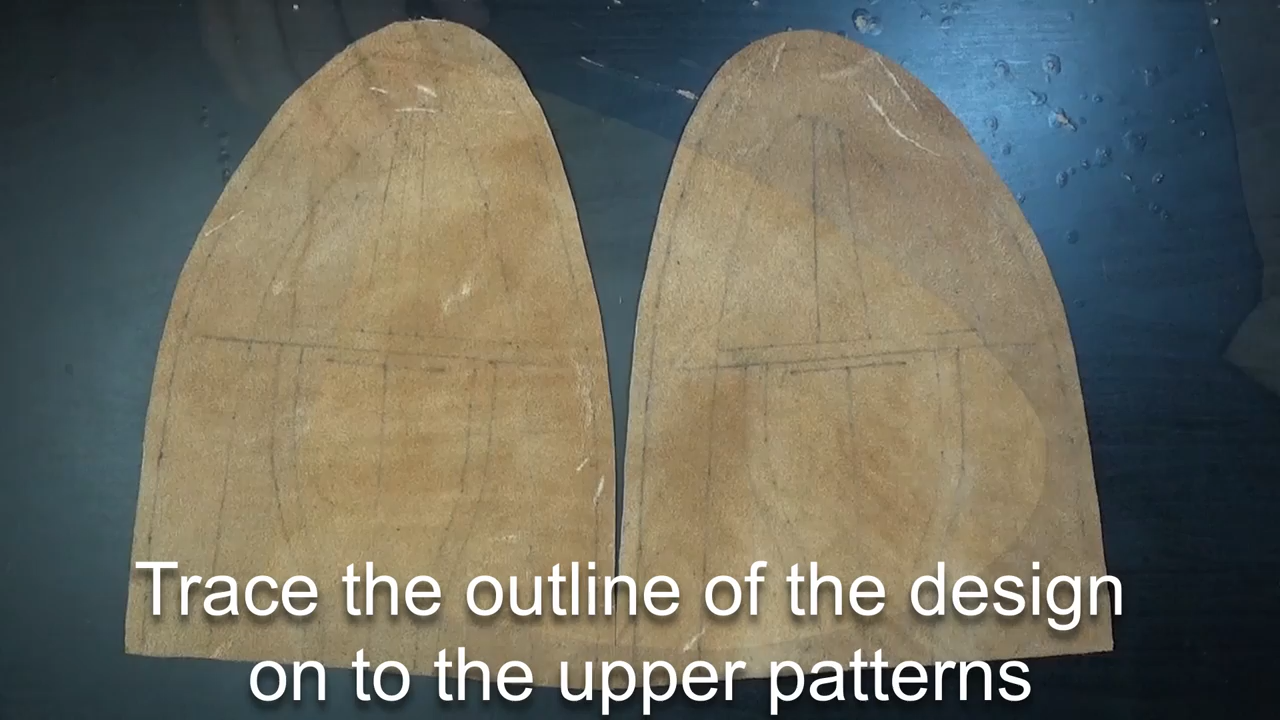 Trace the outline of the design
on to the upper patterns